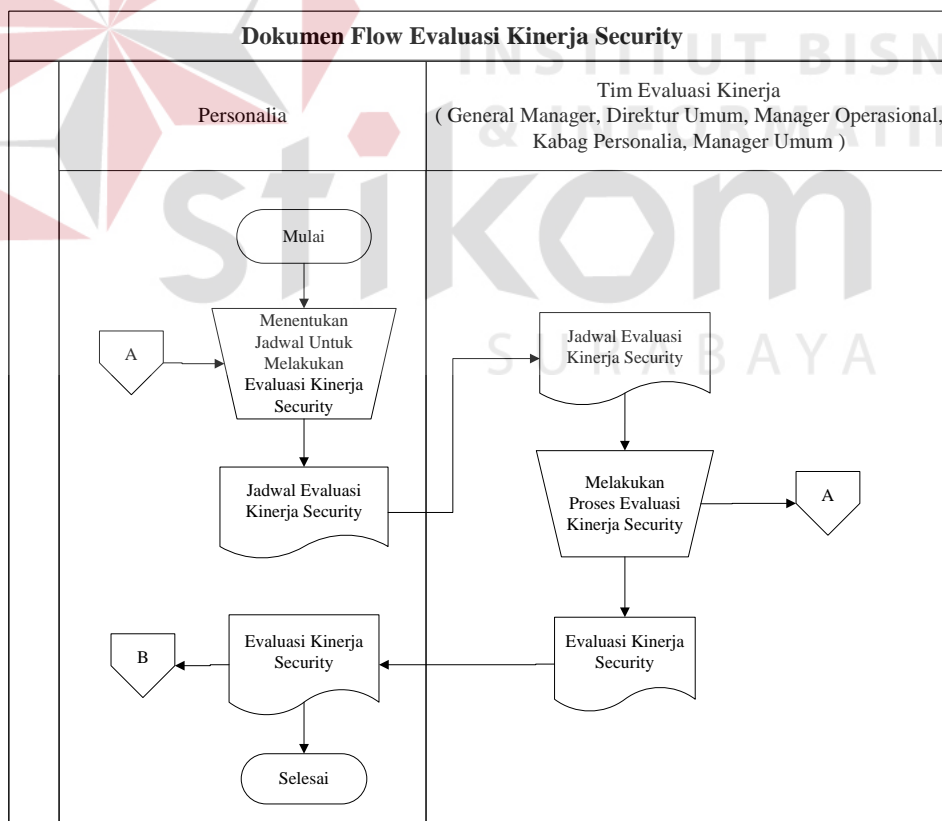 Dokumen Flow Evaluasi Kinerja Security
INSTITUT BISN
& INFORMATIK
stikom
SURABAYA
Personalia
Tim Evaluasi Kinerja
( General Manager, Direktur Umum, Manager Operasional,
Kabag Personalia, Manager Umum )
Mulai
A
Menentukan
Jadwal Untuk
Melakukan
Evaluasi Kinerja
Security
Jadwal Evaluasi
Kinerja Security
Jadwal Evaluasi
Kinerja Security
Melakukan
Proses Evaluasi
Kinerja Security
A
B
Evaluasi Kinerja
Security
Evaluasi Kinerja
Security
Selesai